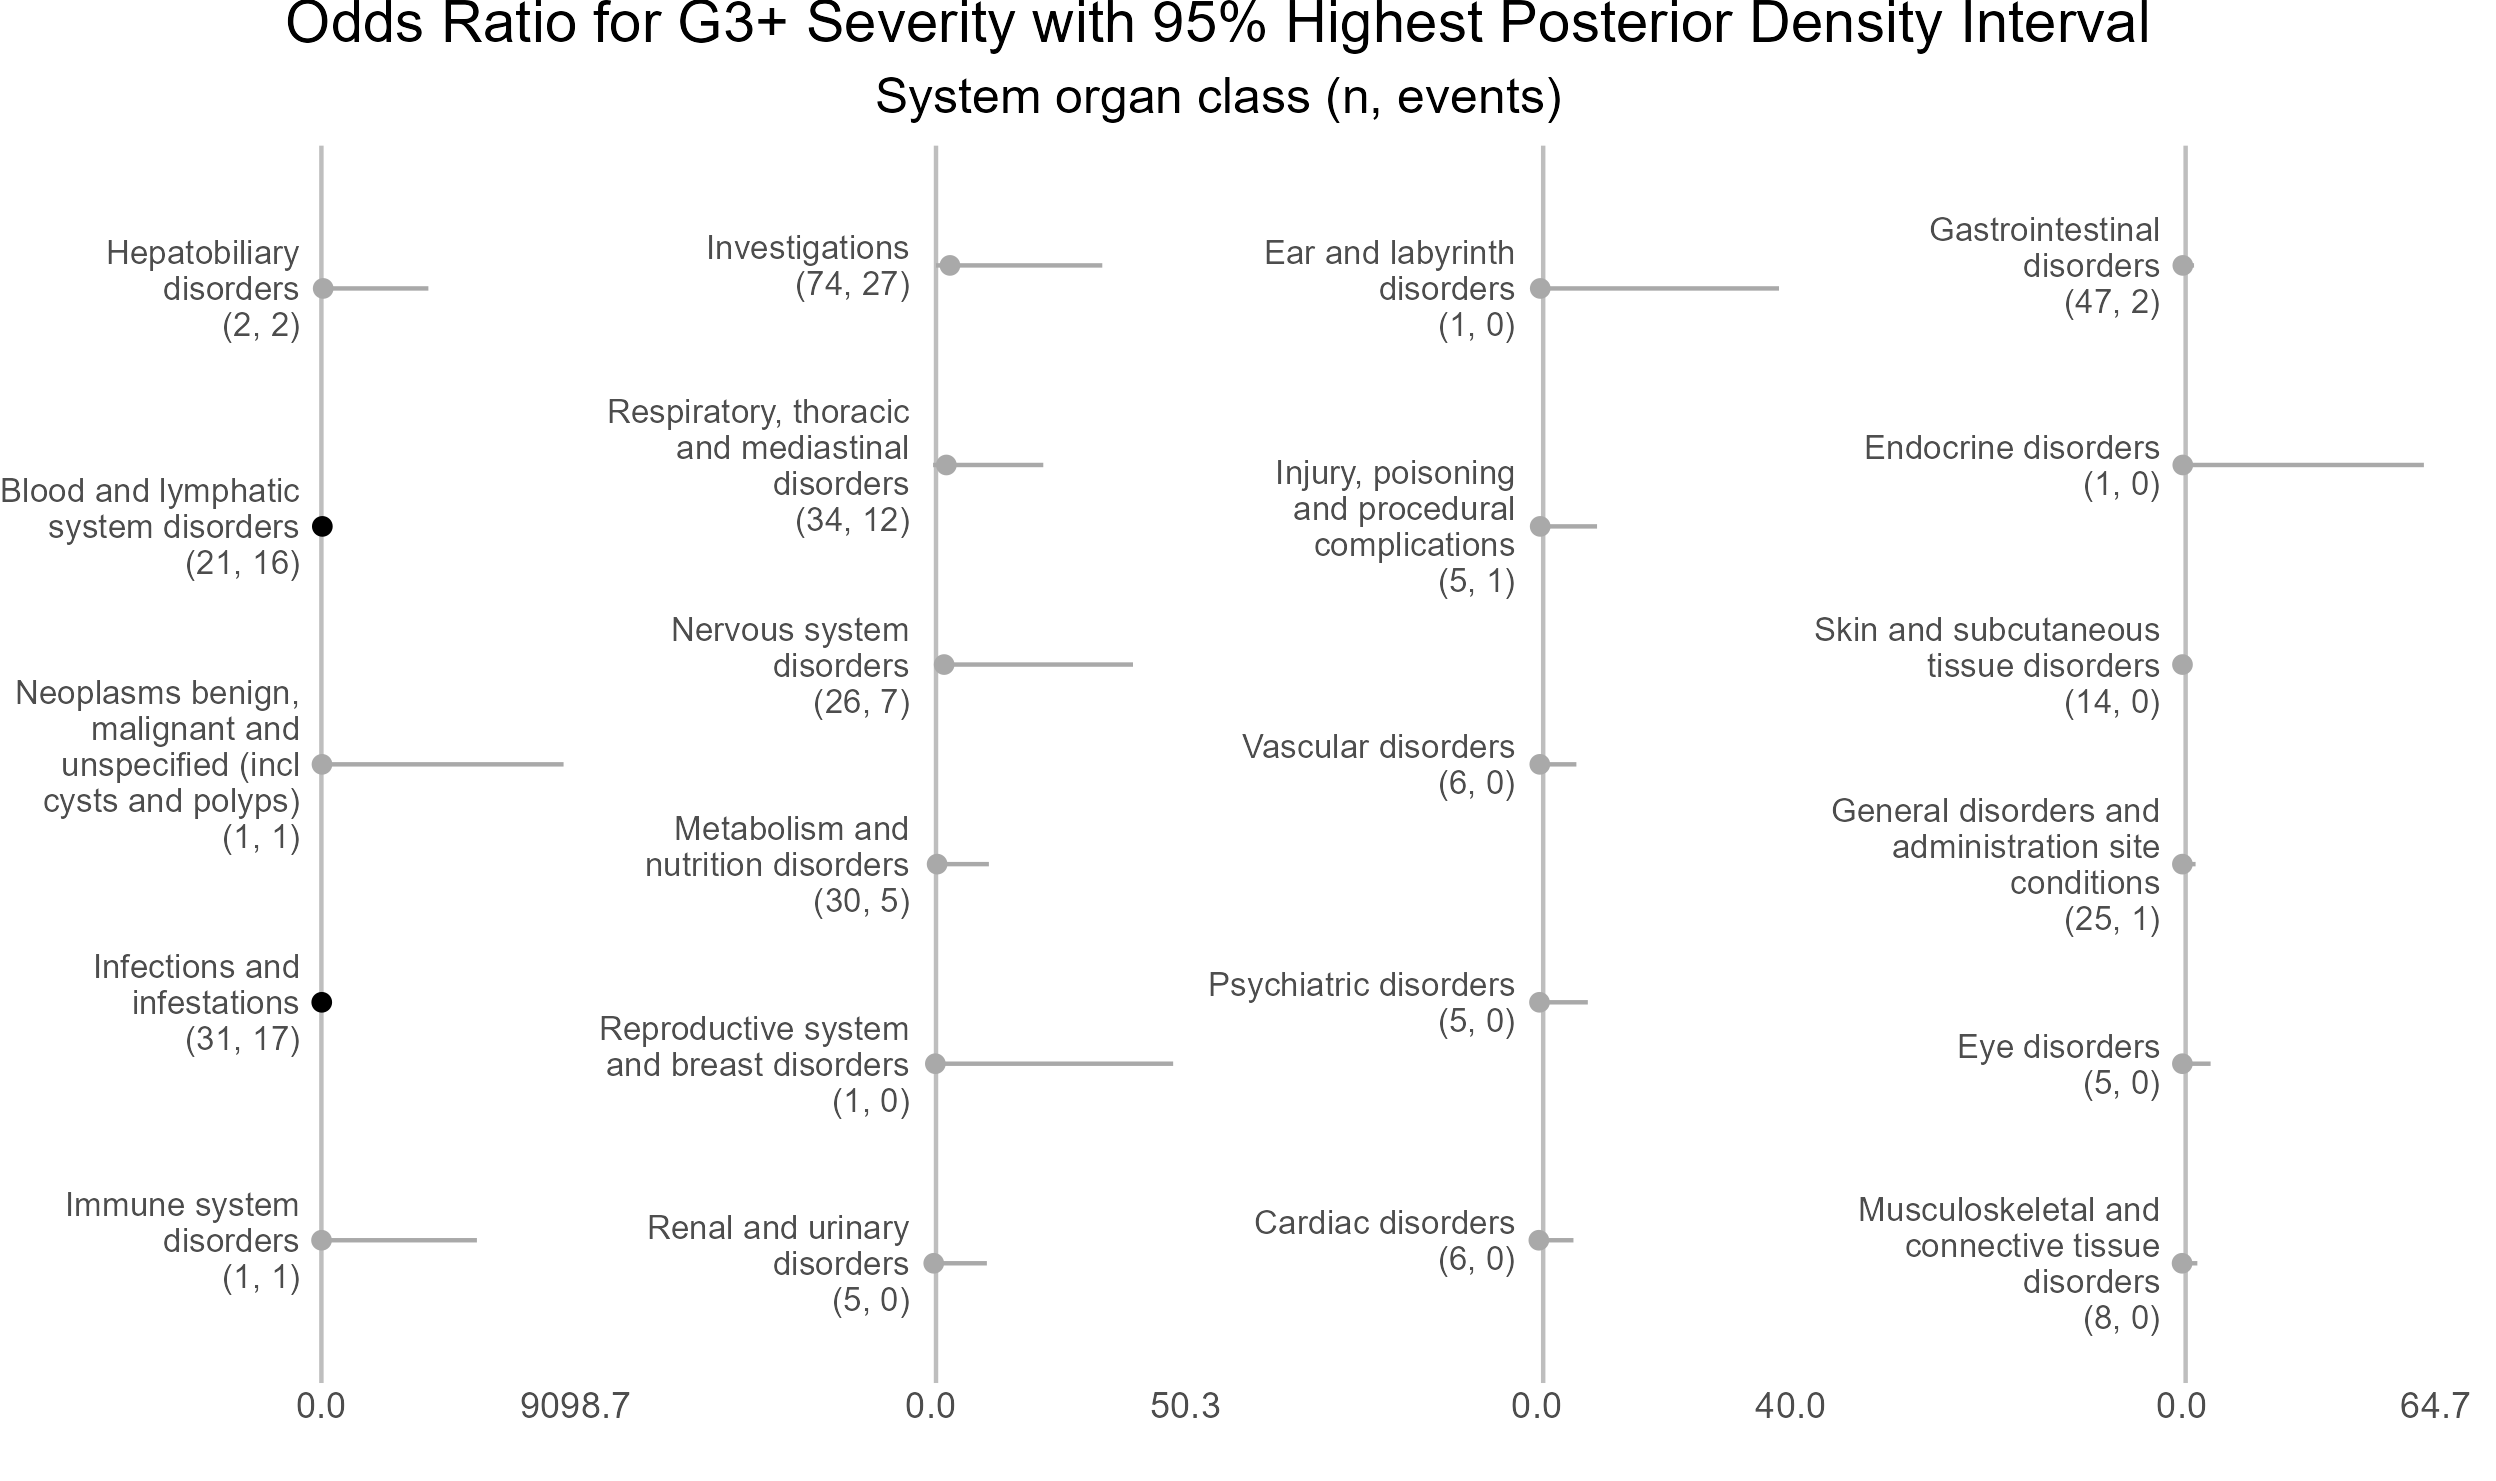 Odds Ratio for G3+ Severity with 95% Highest Posterior Density Interval
System organ class (n, events)
Hepatobiliary
disorders
(2, 2)
Blood and lymphatic
system disorders
(21, 16)
Neoplasms benign,
malignant and
unspecified (incl
cysts and polyps)
(1, 1)
Infections and
infestations
(31, 17)
Immune system
disorders
(1, 1)
0.0
9098.7
Investigations
(74, 27)
Respiratory, thoracic
and mediastinal
disorders
(34, 12)
Nervous system
disorders
(26, 7)
Metabolism and
nutrition disorders
(30, 5)
Reproductive system
and breast disorders
(1, 0)
Renal and urinary
disorders
(5, 0)
0.0
50.3
Ear and labyrinth
disorders
(1, 0)
Injury, poisoning
and procedural
complications
(5, 1)
Vascular disorders
(6, 0)
Psychiatric disorders
(5, 0)
Cardiac disorders
(6, 0)
0.0
40.0
Gastrointestinal
disorders
(47, 2)
Endocrine disorders
(1, 0)
Skin and subcutaneous
tissue disorders
(14, 0)
General disorders and
administration site
conditions
(25, 1)
Eye disorders
(5, 0)
Musculoskeletal and
connective tissue
disorders
(8, 0)
0.0
64.7